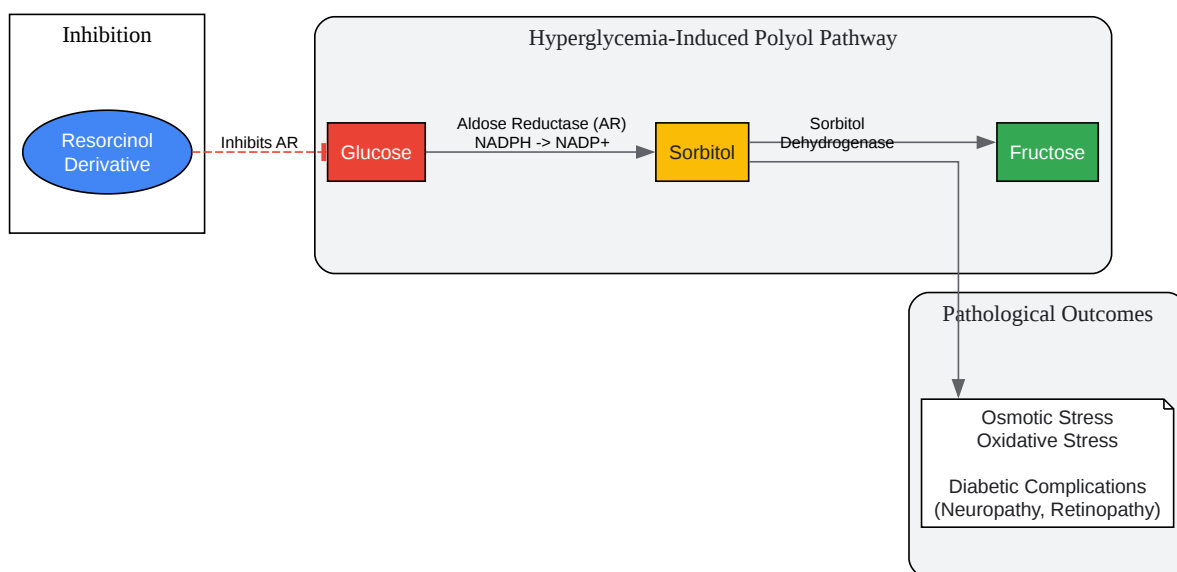 Inhibition
Hyperglycemia-Induced Polyol Pathway
Resorcinol
Derivative
Inhibits AR
Glucose
Aldose Reductase (AR)
NADPH -> NADP+
Sorbitol
Sorbitol
Dehydrogenase
Fructose
Pathological Outcomes
Osmotic Stress
Oxidative Stress
Diabetic Complications
(Neuropathy, Retinopathy)